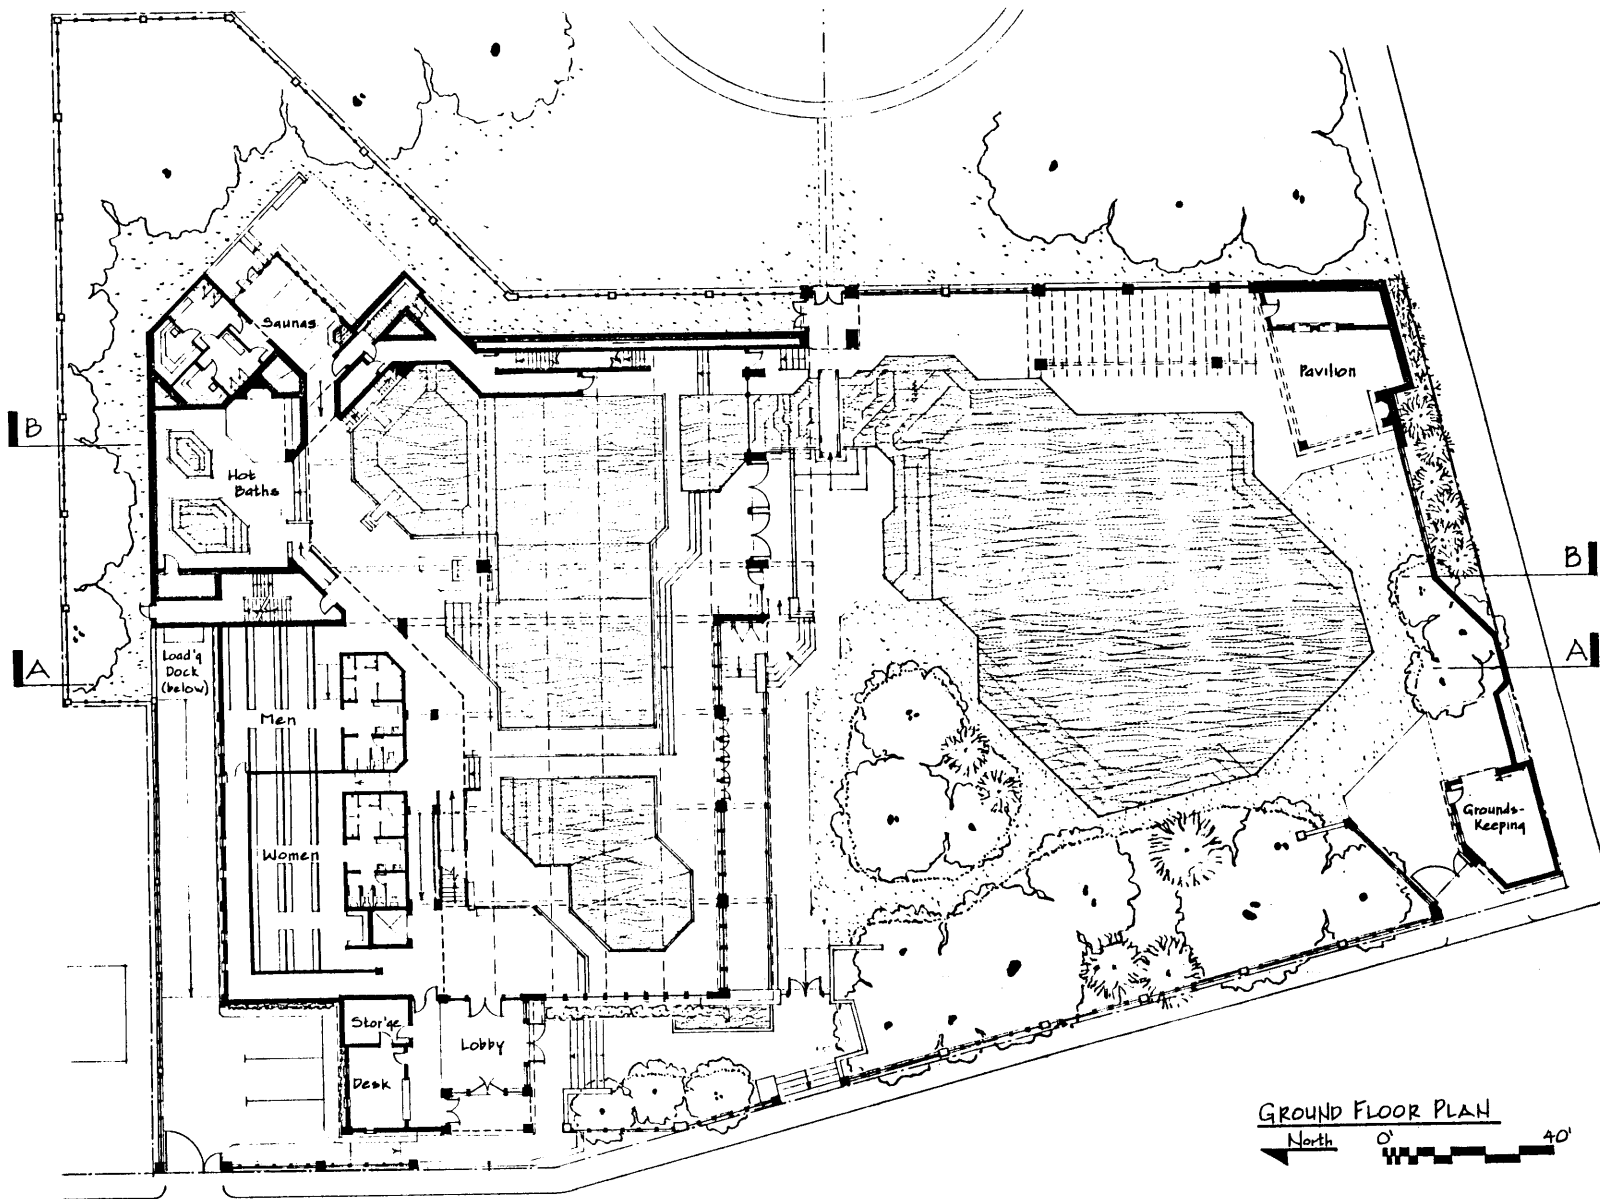 Saunas
Pavilion
B
Hot
Baths
B
A
Load'g
Dock
(below)
A
Men
Grounds-
Keeping
Women
Stor'ge
Lobby
Desk
GROUND FLOOR PLAN
North
0'
40'